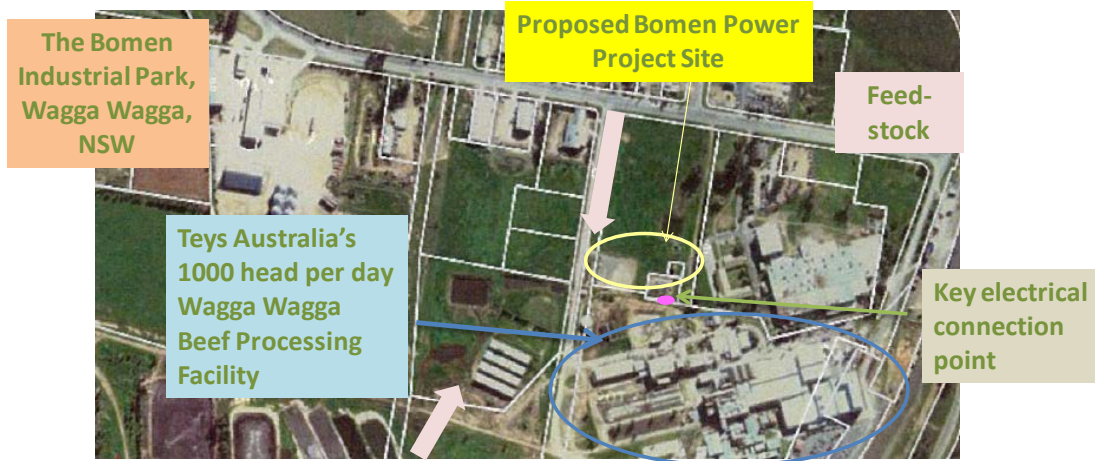 The Bomen
Industrial Park,
Wagga Wagga,
NSW
Proposed Bomen Power
Project Site
Feed-
stock
Teys Australia’s
1000 head per day
Wagga Wagga
Beef Processing
Facility
Key electrical
connection
point